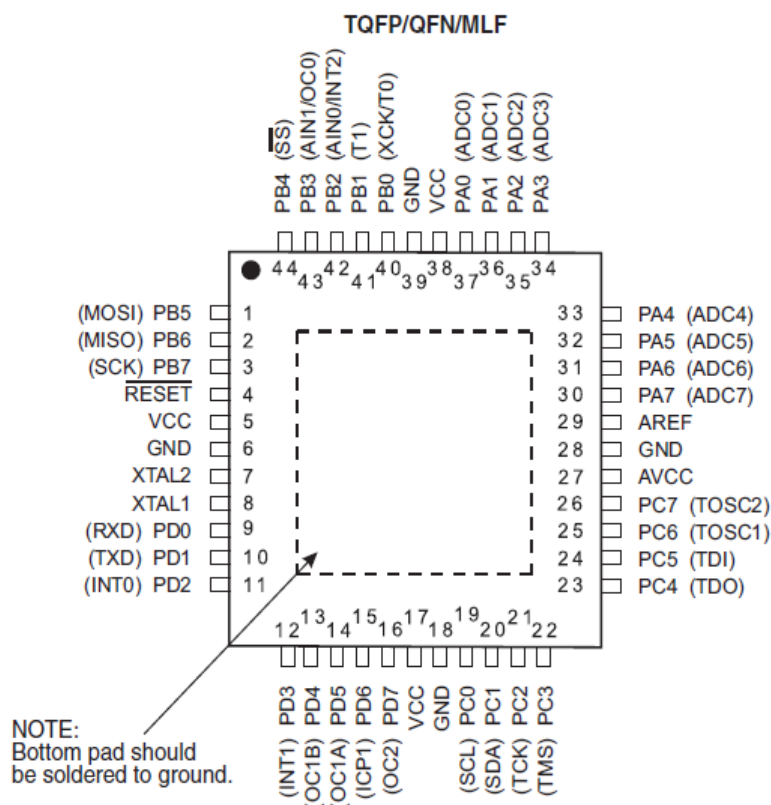 TQFP/QFN/MLF
PB4 (SS)
PB3 (AIN1/OC0)
PB2 (AIN0/INT2)
PB1 (T1)
PB0 (XCK/T0)
GND
VCC
PA0 (ADC0)
PA1 (ADC1)
PA2 (ADC2)
PA3 (ADC3)
44 43 42 41 40 39 38 37 36 35 34
(MOSI) PB5 1
(MISO) PB6 2
(SCK) PB7 3
RESET 4
VCC 5
GND 6
XTAL2 7
XTAL1 8
(RXD) PD0 9
(TXD) PD1 10
(INT0) PD2 11
33 PA4 (ADC4)
32 PA5 (ADC5)
31 PA6 (ADC6)
30 PA7 (ADC7)
29 AREF
28 GND
27 AVCC
26 PC7 (TOSC2)
25 PC6 (TOSC1)
24 PC5 (TDI)
23 PC4 (TDO)
12 13 14 15 16 17 18 19 20 21 22
(INT1) PD3
(OC1B) PD4
(OC1A) PD5
(ICP1) PD6
(OC2) PD7
VCC
GND
(SCL) PC0
(SDA) PC1
(TCK) PC2
(TMS) PC3
NOTE:
Bottom pad should
be soldered to ground.